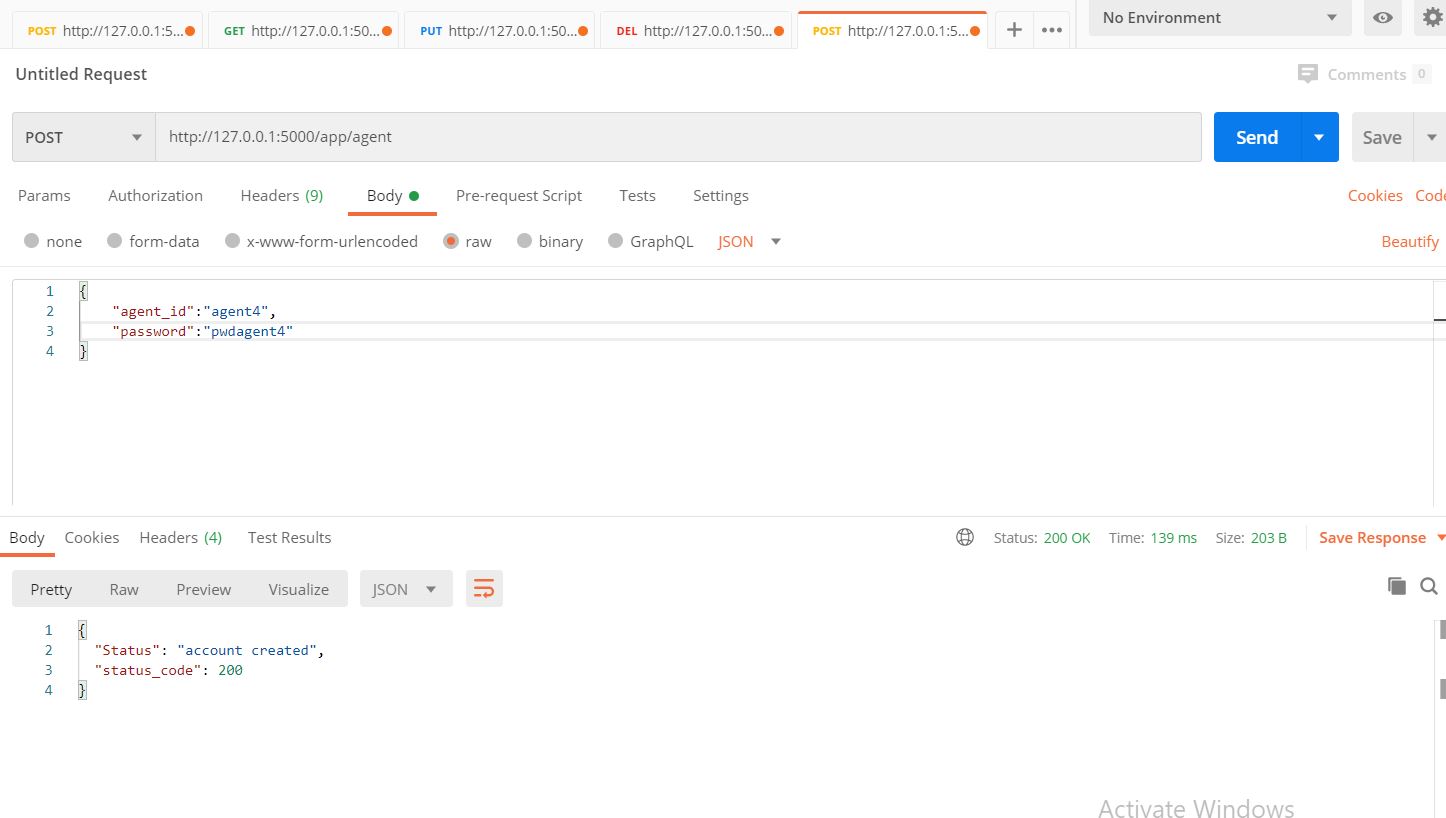 POST http://127.0.0.1:5... GET http://127.0.0.1:50... PUT http://127.0.0.1:50... DEL http://127.0.0.1:50... POST http://127.0.0.1:5... + ••• No Environment
Untitled Request Comments 0
POST http://127.0.0.1:5000/app/agent Send Save
Params Authorization Headers (9) Body Pre-request Script Tests Settings Cookies Code
none form-data x-www-form-urlencoded raw binary GraphQL JSON Beautify
1 {
2 "agent_id":"agent4",
3 "password":"pwdagent4"
4 }
Body Cookies Headers (4) Test Results Status: 200 OK Time: 139 ms Size: 203 B Save Response
Pretty Raw Preview Visualize JSON
1 {
2 "Status": "account created",
3 "status_code": 200
4 }
Activate Windows